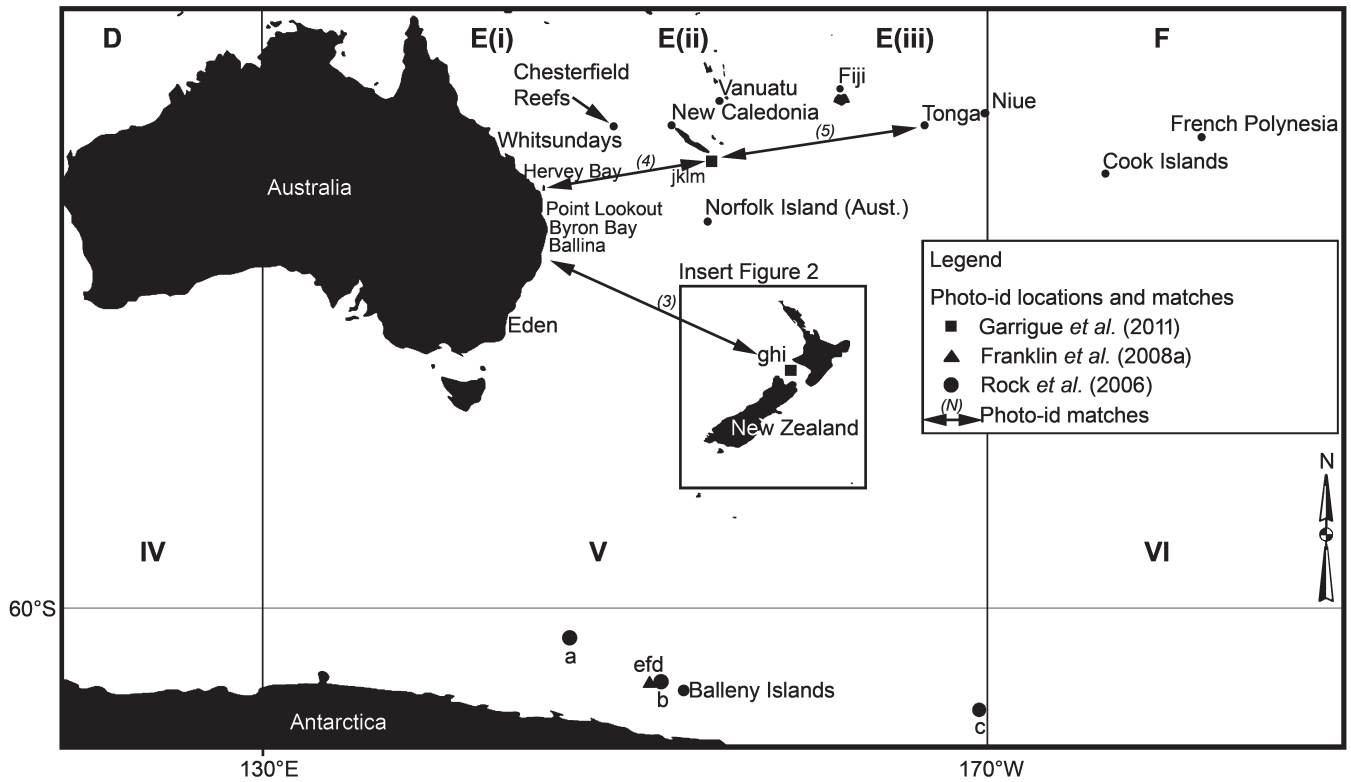 D
E(i)
E(ii)
E(iii)
F
Chesterfield
Reefs
Vanuatu
Fiji
New Caledonia
Tonga
Niue
French Polynesia
Whitsundays
(5)
Cook Islands
Hervey Bay
(4)
jklm
Australia
Point Lookout
Byron Bay
Ballina
Norfolk Island (Aust.)
Insert Figure 2
(3)
Eden
ghi
New Zealand
Legend
Photo-id locations and matches
Garrigue et al. (2011)
Franklin et al. (2008a)
Rock et al. (2006)
(N)
Photo-id matches
N
IV
V
VI
60°S
a
efd
b
Balleny Islands
c
Antarctica
130°E
170°W